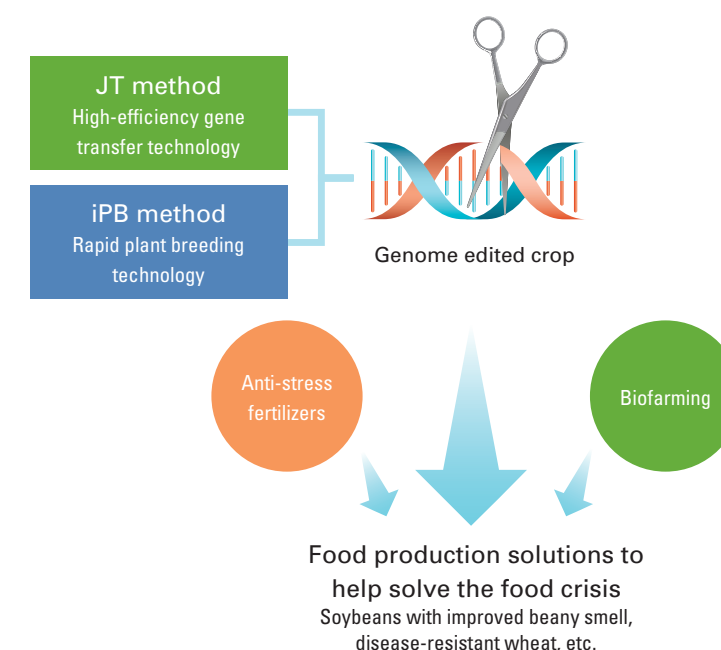 JT method
High-efficiency gene
transfer technology
iPB method
Rapid plant breeding
technology
Genome edited crop
Anti-stress
fertilizers
Biofarming
Food production solutions to
help solve the food crisis
Soybeans with improved beany smell,
disease-resistant wheat, etc.